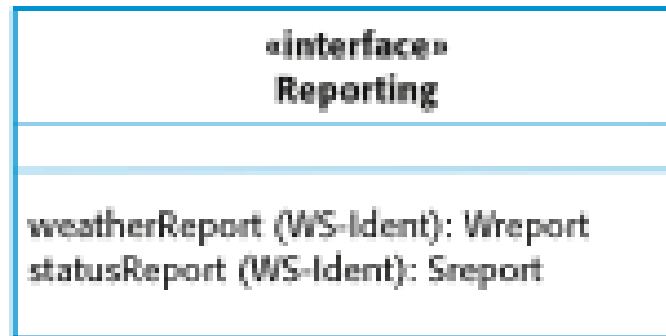 «interface»
Reporting
weatherReport (WS-Ident): Wreport
statusReport (WS-Ident): Sreport